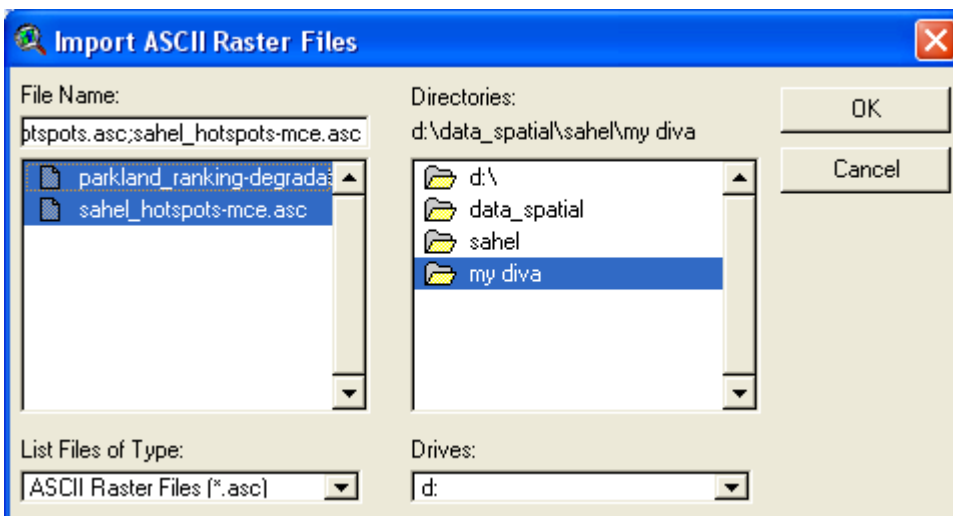 Import ASCII Raster Files
File Name:
otspots.asc;sahel_hotspots-mce.asc
parkland_ranking-degrada
sahel_hotspots-mce.asc
List Files of Type:
ASCII Raster Files (*.asc)
Directories:
d:\data_spatial\sahel\my diva
d:\
data_spatial
sahel
my diva
Drives:
d:
OK
Cancel